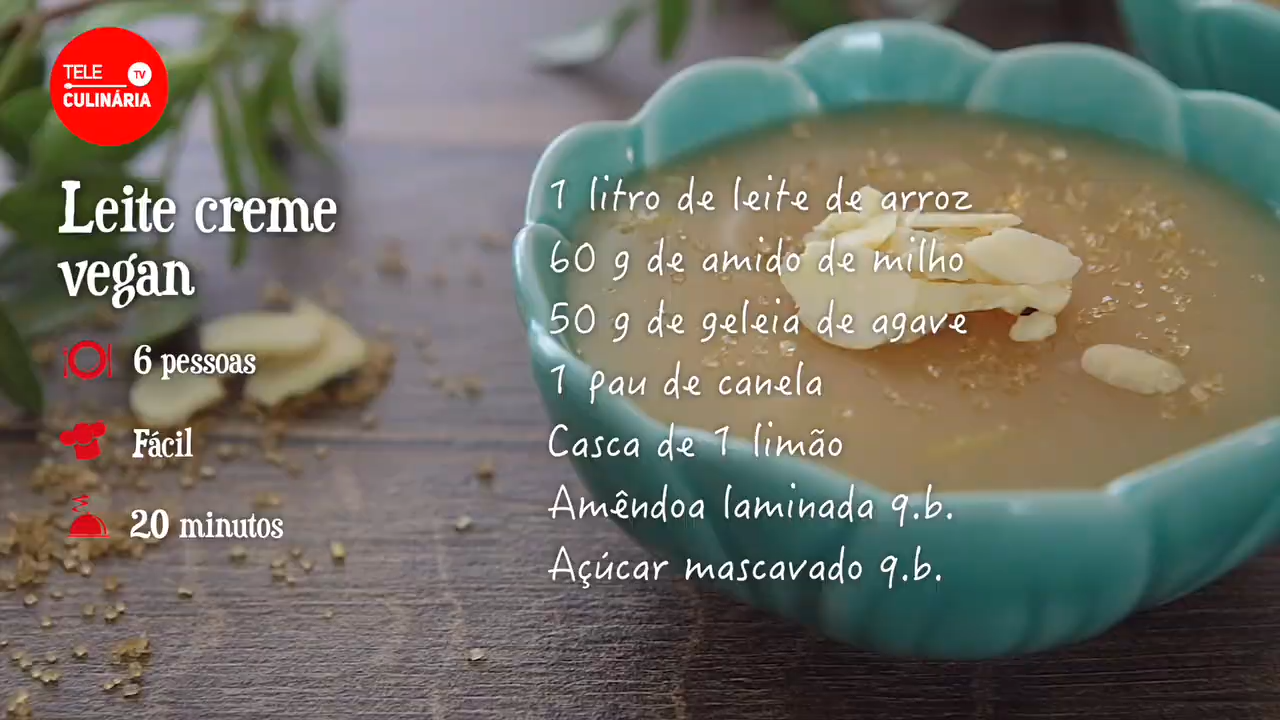 TELE TV
CULINÁRIA
Leite creme
vegan
6 pessoas
Fácil
20 minutos
1 litro de leite de arroz
60 g de amido de milho
50 g de geleia de agave
1 pau de canela
Casca de 1 limão
Amêndoa laminada q.b.
Açúcar mascavado q.b.